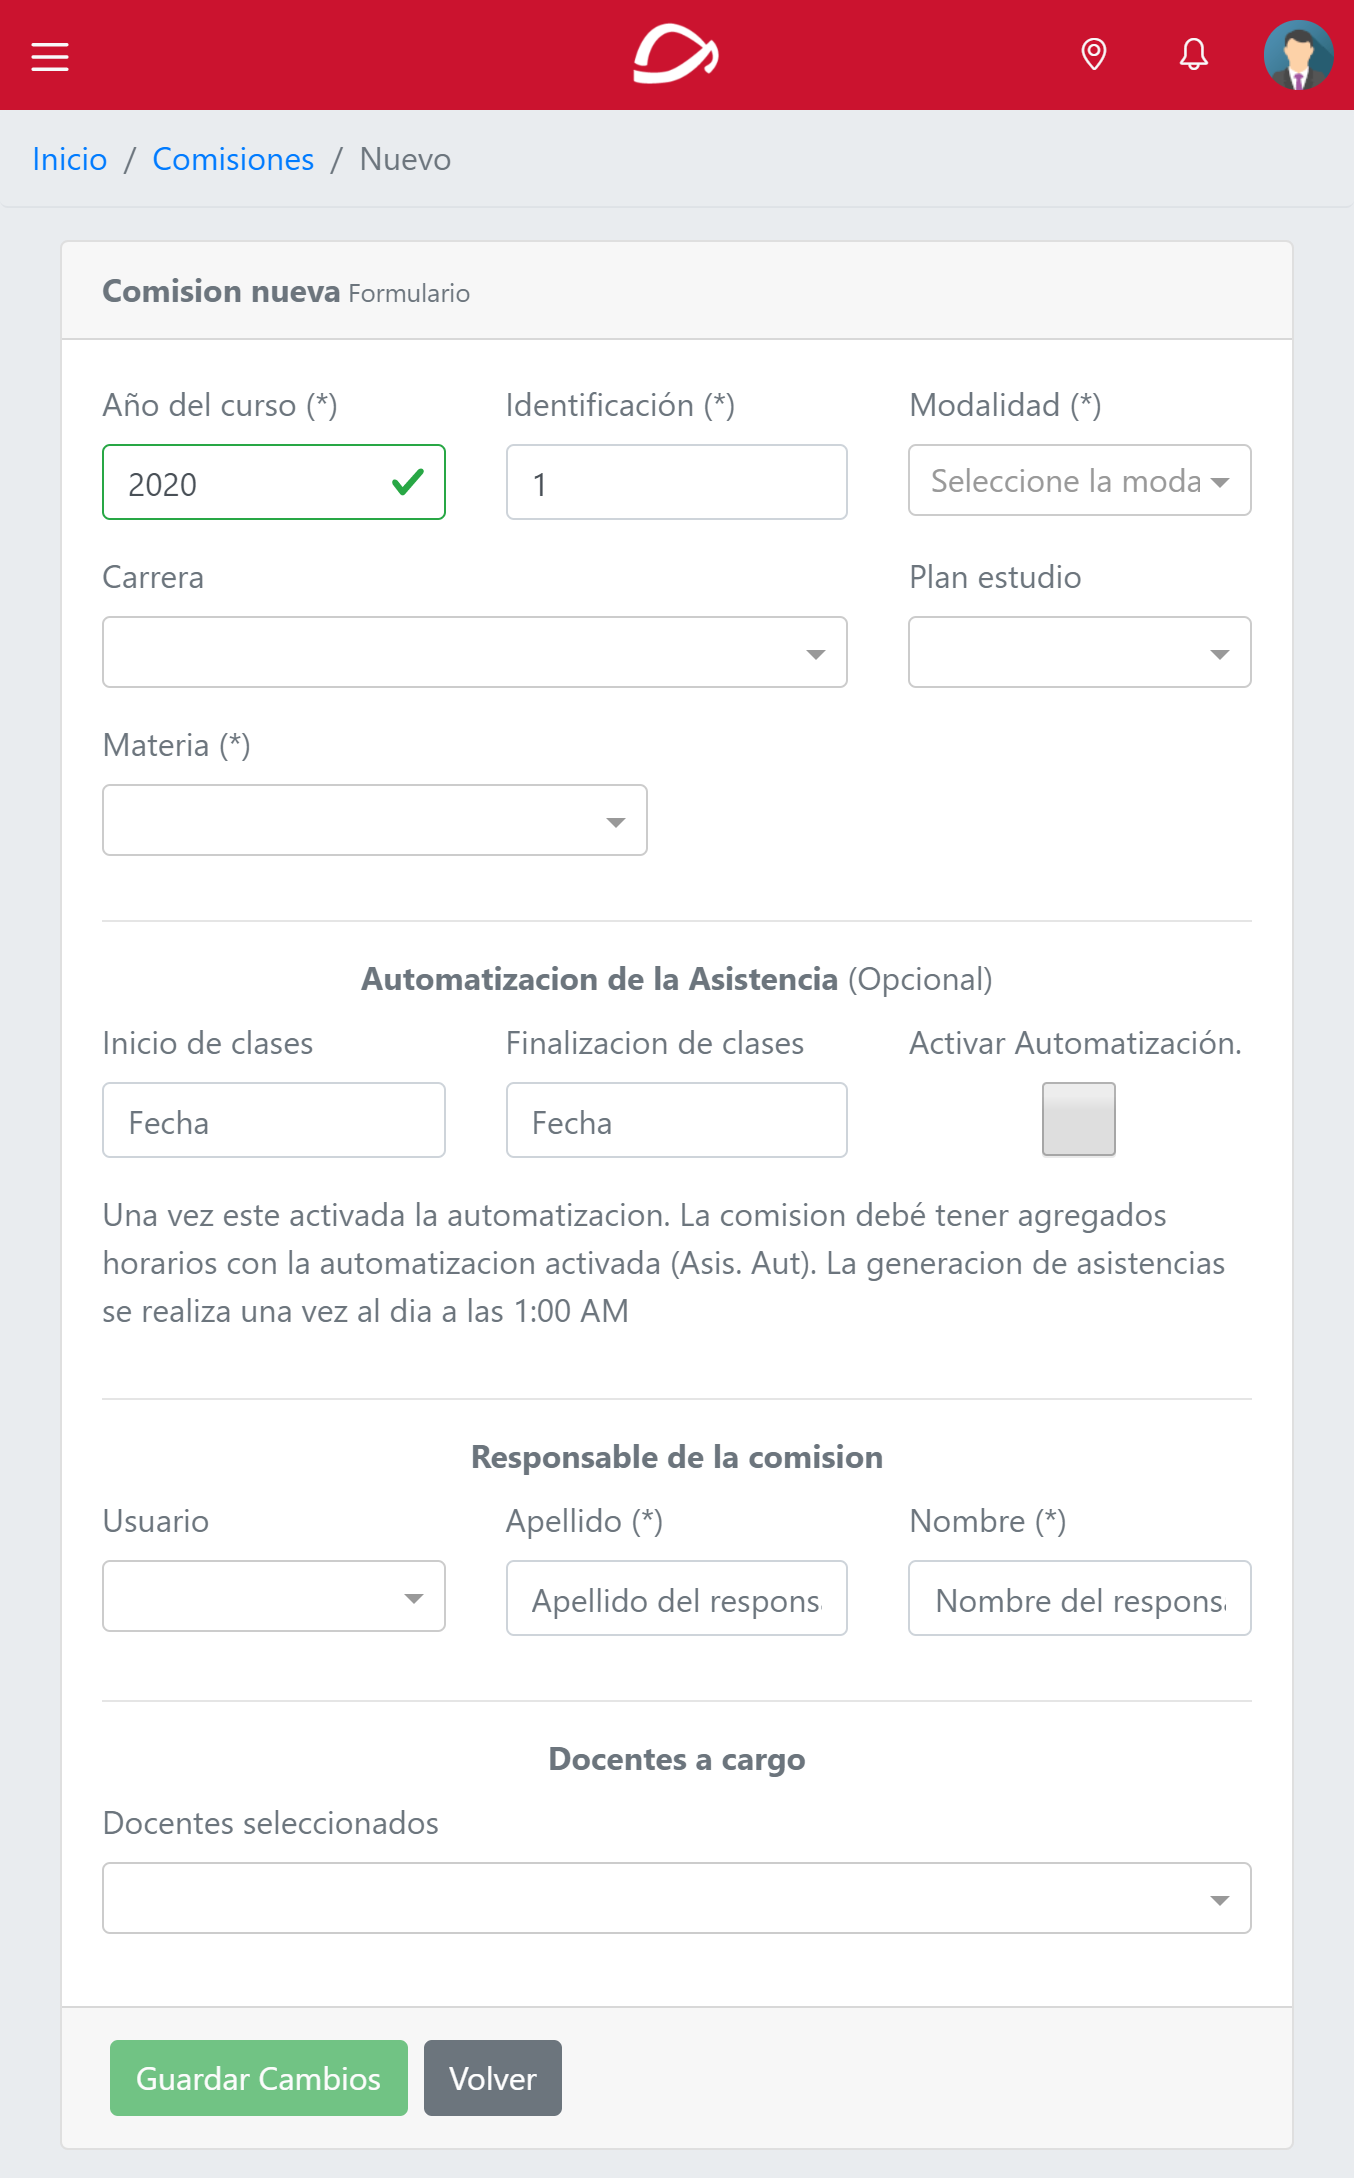 Inicio / Comisiones / Nuevo
Comision nueva Formulario
Año del curso (*)
Identificación (*)
Modalidad (*)
2020
1
Seleccione la moda
Carrera
Plan estudio
Materia (*)
Automatizacion de la Asistencia (Opcional)
Inicio de clases
Finalizacion de clases
Activar Automatización.
Fecha
Fecha
Una vez este activada la automatizacion. La comision debé tener agregados
horarios con la automatizacion activada (Asis. Aut). La generacion de asistencias
se realiza una vez al dia a las 1:00 AM
Responsable de la comision
Usuario
Apellido (*)
Nombre (*)
Apellido del respons
Nombre del respons
Docentes a cargo
Docentes seleccionados
Guardar Cambios
Volver